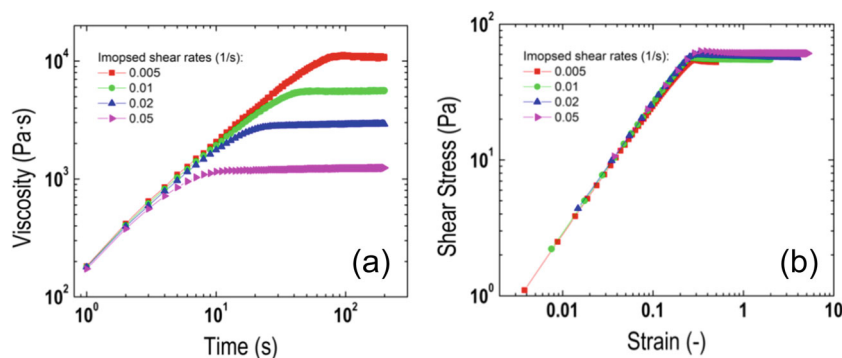 Imopsed shear rates (1/s):
0.005
0.01
0.02
0.05
10⁴
10³
10²
10⁰
10¹
10²
Viscosity (Pa·s)
Time (s)
(a)
Imopsed shear rates (1/s):
0.005
0.01
0.02
0.05
10²
10¹
10⁰
0.01
0.1
1
10
Shear Stress (Pa)
Strain (-)
(b)